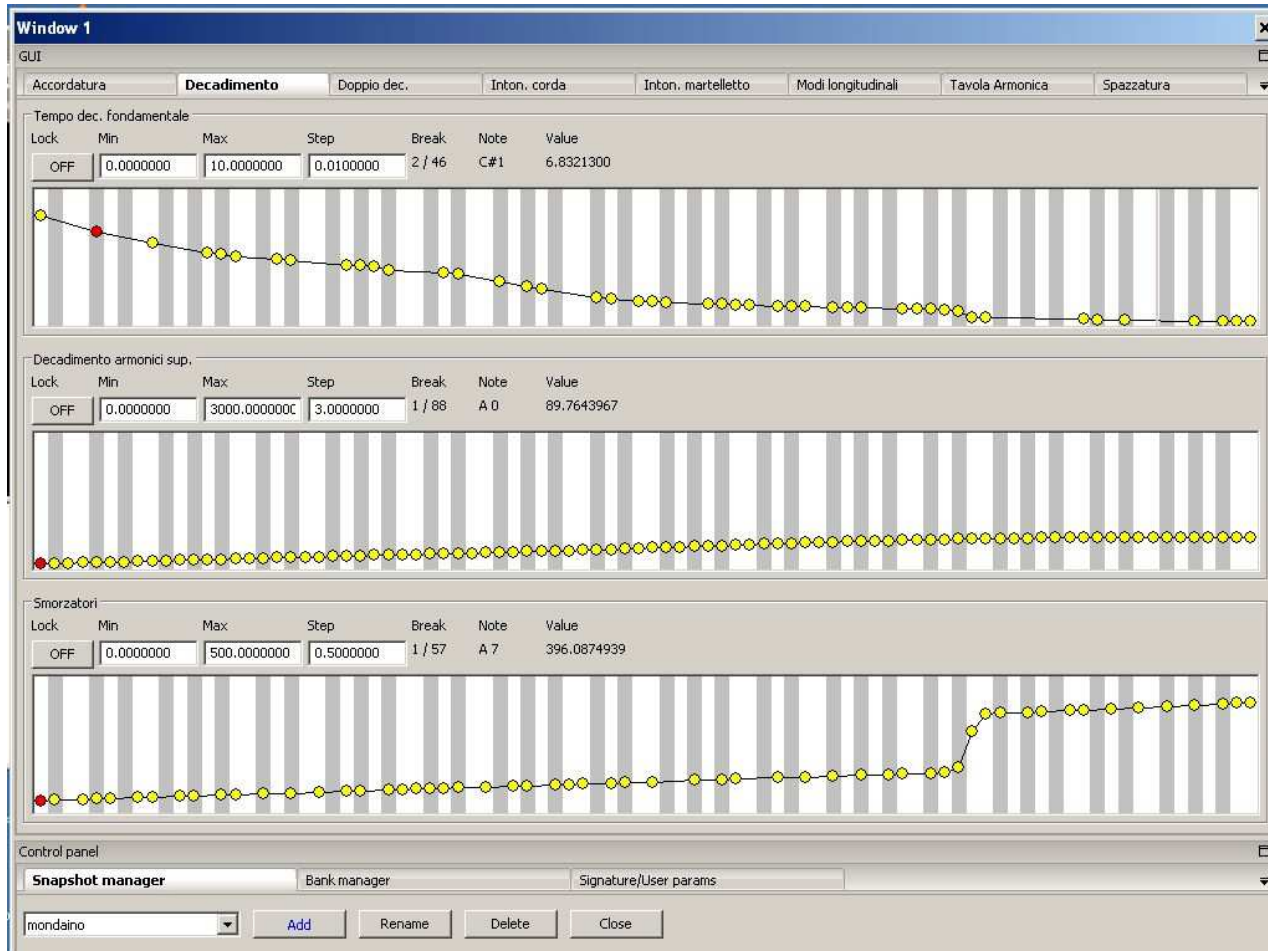 Window 1
GUI
Accordatura Decadimento Doppio dec. Inton. corda Inton. martelletto Modi longitudinali Tavola Armonica Spazzatura
Tempo dec. fondamentale
Lock Min Max Step Break Note Value
OFF 0.0000000 10.0000000 0.0100000 2 / 46 C#1 6.8321300
Decadimento armonici sup.
Lock Min Max Step Break Note Value
OFF 0.0000000 3000.0000000 3.0000000 1 / 88 A 0 89.7643967
Smorzatori
Lock Min Max Step Break Note Value
OFF 0.0000000 500.0000000 0.5000000 1 / 57 A 7 396.0874939
Control panel
Snapshot manager Bank manager Signature/User params
mondaino Add Rename Delete Close